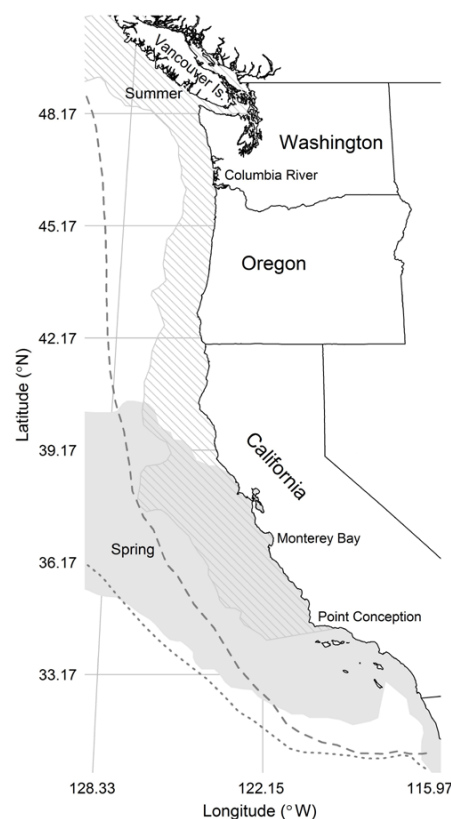 Vancouver Is.
Summer
48.17
Washington
Columbia River
45.17
Oregon
42.17
Latitude (°N)
39.17
California
Monterey Bay
Spring
36.17
Point Conception
33.17
128.33
122.15
115.97
Longitude (°W)